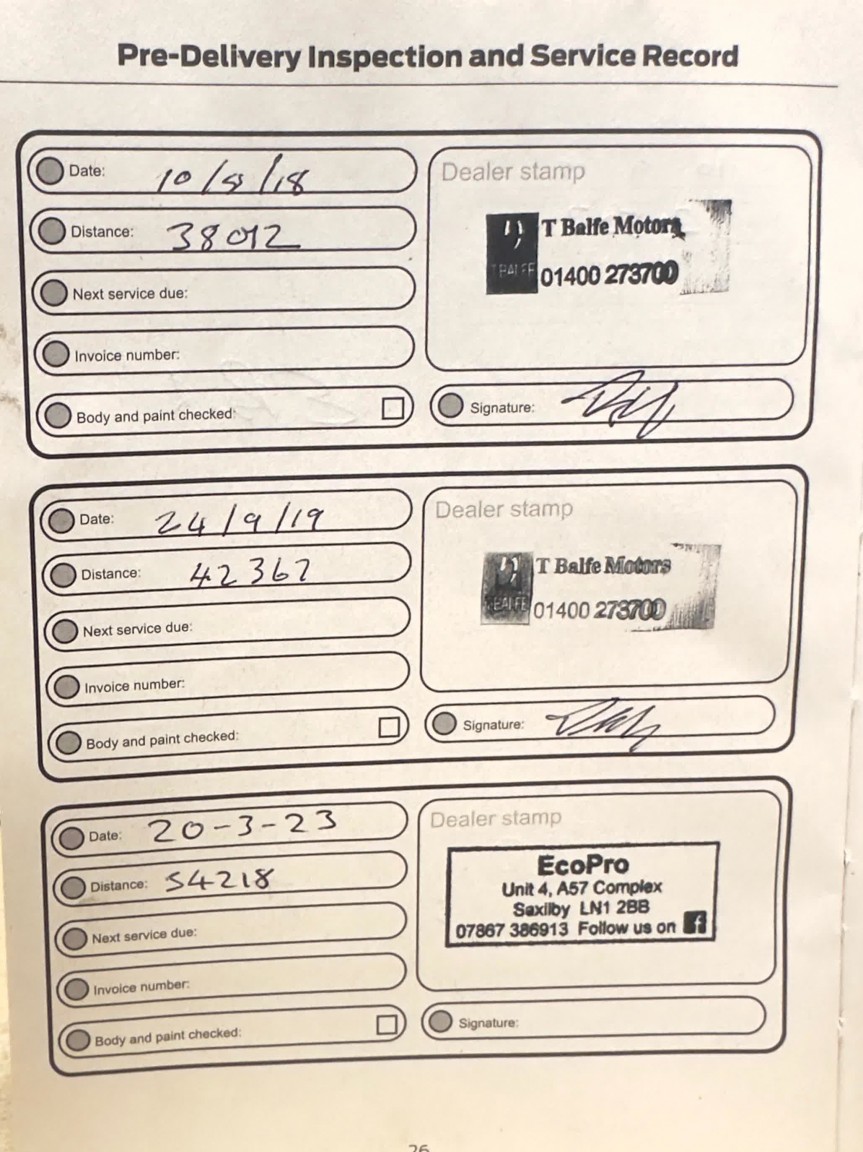 Pre-Delivery Inspection and Service Record
Date: 10/8/18
Distance: 38012
Next service due:
Invoice number:
Body and paint checked:
Dealer stamp
T Balfe Motors
T BALFE 01400 273700
Signature:
Date: 24/9/19
Distance: 42362
Next service due:
Invoice number:
Body and paint checked:
Dealer stamp
T Balfe Motors
T BALFE 01400 273700
Signature:
Date: 20-3-23
Distance: 54218
Next service due:
Invoice number:
Body and paint checked:
Dealer stamp
EcoPro
Unit 4, A57 Complex
Saxilby LN1 2BB
07867 386913 Follow us on f
Signature:
26